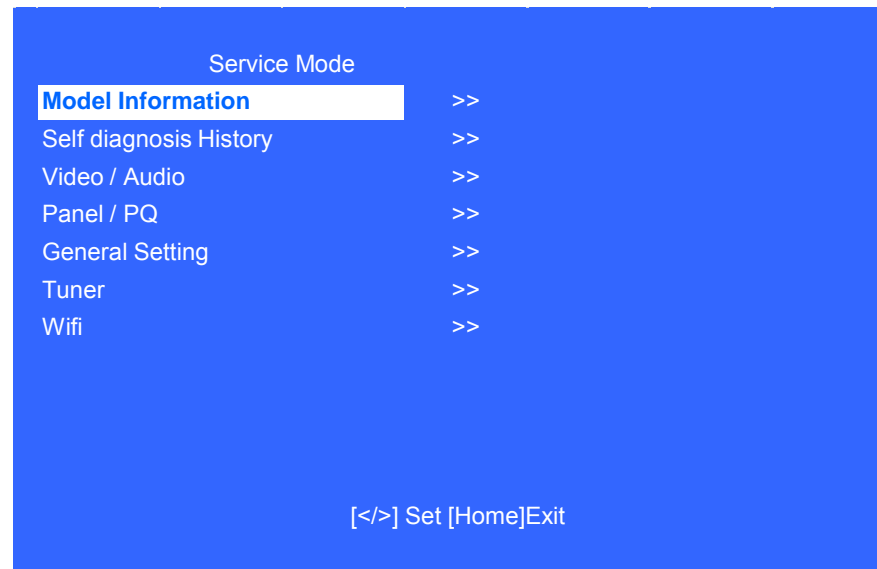 Service Mode
Model Information >>
Self diagnosis History >>
Video / Audio >>
Panel / PQ >>
General Setting >>
Tuner >>
Wifi >>
[</>] Set [Home]Exit